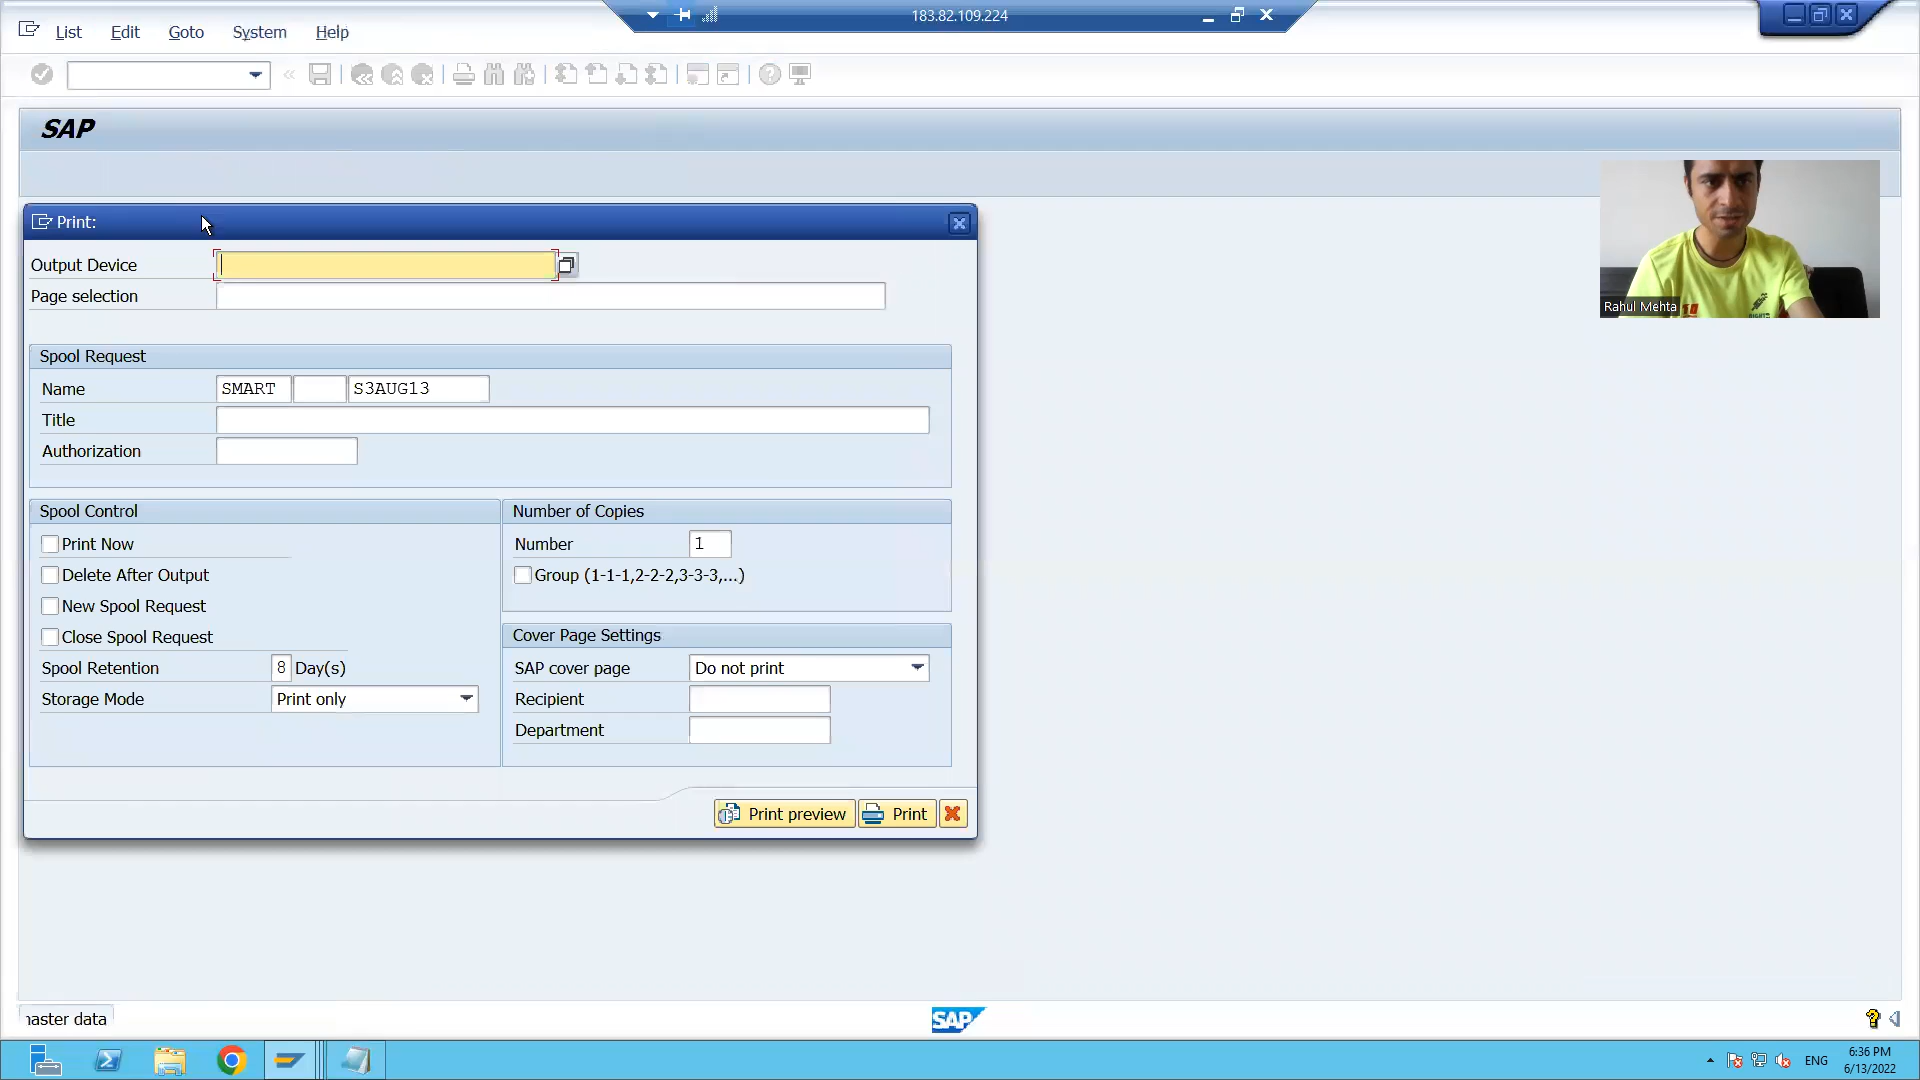 183.82.109.224
List Edit Goto System Help
SAP
Print:
Output Device
Page selection
Rahul Mehta
Spool Request
Name SMART S3AUG13
Title
Authorization
Spool Control
Print Now
Delete After Output
New Spool Request
Close Spool Request
Spool Retention 8 Day(s)
Storage Mode Print only
Number of Copies
Number 1
Group (1-1-1,2-2-2,3-3-3,...)
Cover Page Settings
SAP cover page Do not print
Recipient
Department
Print preview Print
master data
SAP
ENG
6:36 PM
6/13/2022